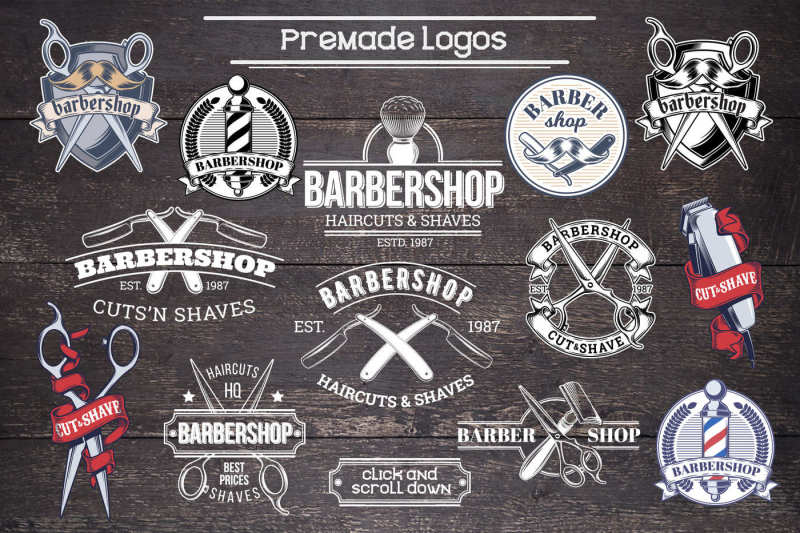 PREMADE LOGOS
barbershop
BARBERSHOP
BARBERSHOP
HAIRCUTS & SHAVES
ESTD. 1987
BARBER
shop
barbershop
BARBERSHOP
EST. 1987
CUTS'N SHAVES
BARBERSHOP
EST. 1987
HAIRCUTS & SHAVES
BARBERSHOP
EST. 1987
CUT&SHAVE
CUT&SHAVE
CUT&SHAVE
HAIRCUTS
HQ
BARBERSHOP
BEST
PRICES
SHAVES
click and
scroll down
BARBER SHOP
BARBERSHOP